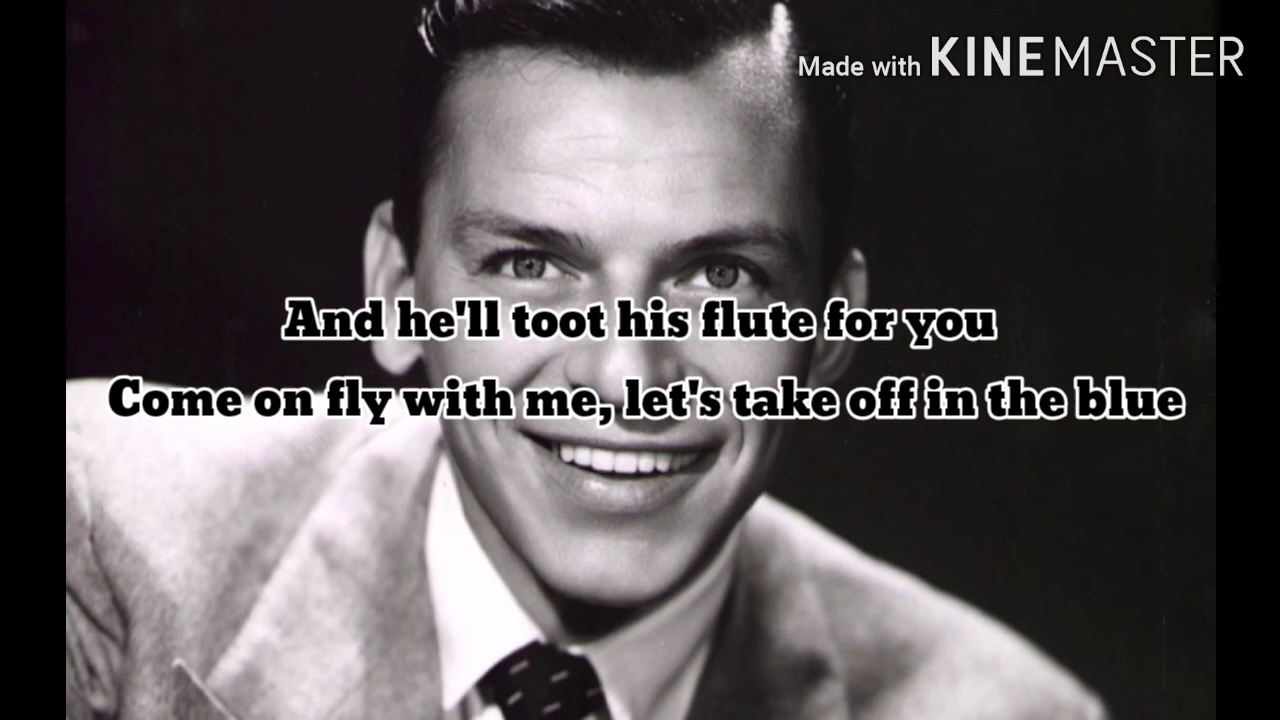 Made with KINEMASTER
And he'll toot his flute for you
Come on fly with me, let's take off in the blue